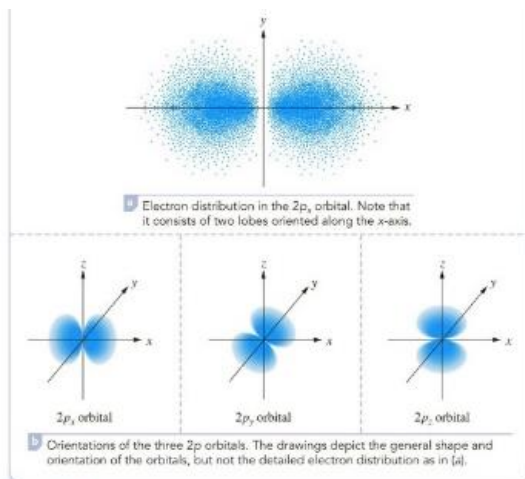 y
x
a Electron distribution in the 2pₓ orbital. Note that
it consists of two lobes oriented along the x-axis.
z z z
y y y
x x x
2pₓ orbital 2pᵧ orbital 2p_z orbital
b Orientations of the three 2p orbitals. The drawings depict the general shape and
orientation of the orbitals, but not the detailed electron distribution as in (a).